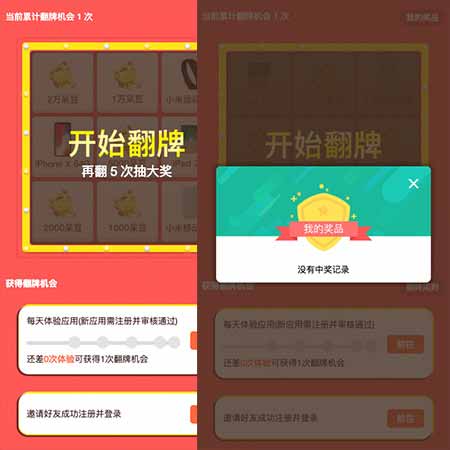 当前累计翻牌机会 1 次
2万呆豆
1万呆豆
小米运动
开始翻牌
再翻 5 次抽大奖
2000呆豆
1000呆豆
小米移动
获得翻牌机会
每天体验应用(新应用需注册并审核通过)
还差0次体验可获得1次翻牌机会
邀请好友成功注册并登录
当前累计翻牌机会 1 次
我的奖品
开始翻牌
我的奖品
没有中奖记录
获得翻牌机会
翻牌规则
每天体验应用(新应用需注册并审核通过)
前往
还差0次体验可获得1次翻牌机会
邀请好友成功注册并登录
前往